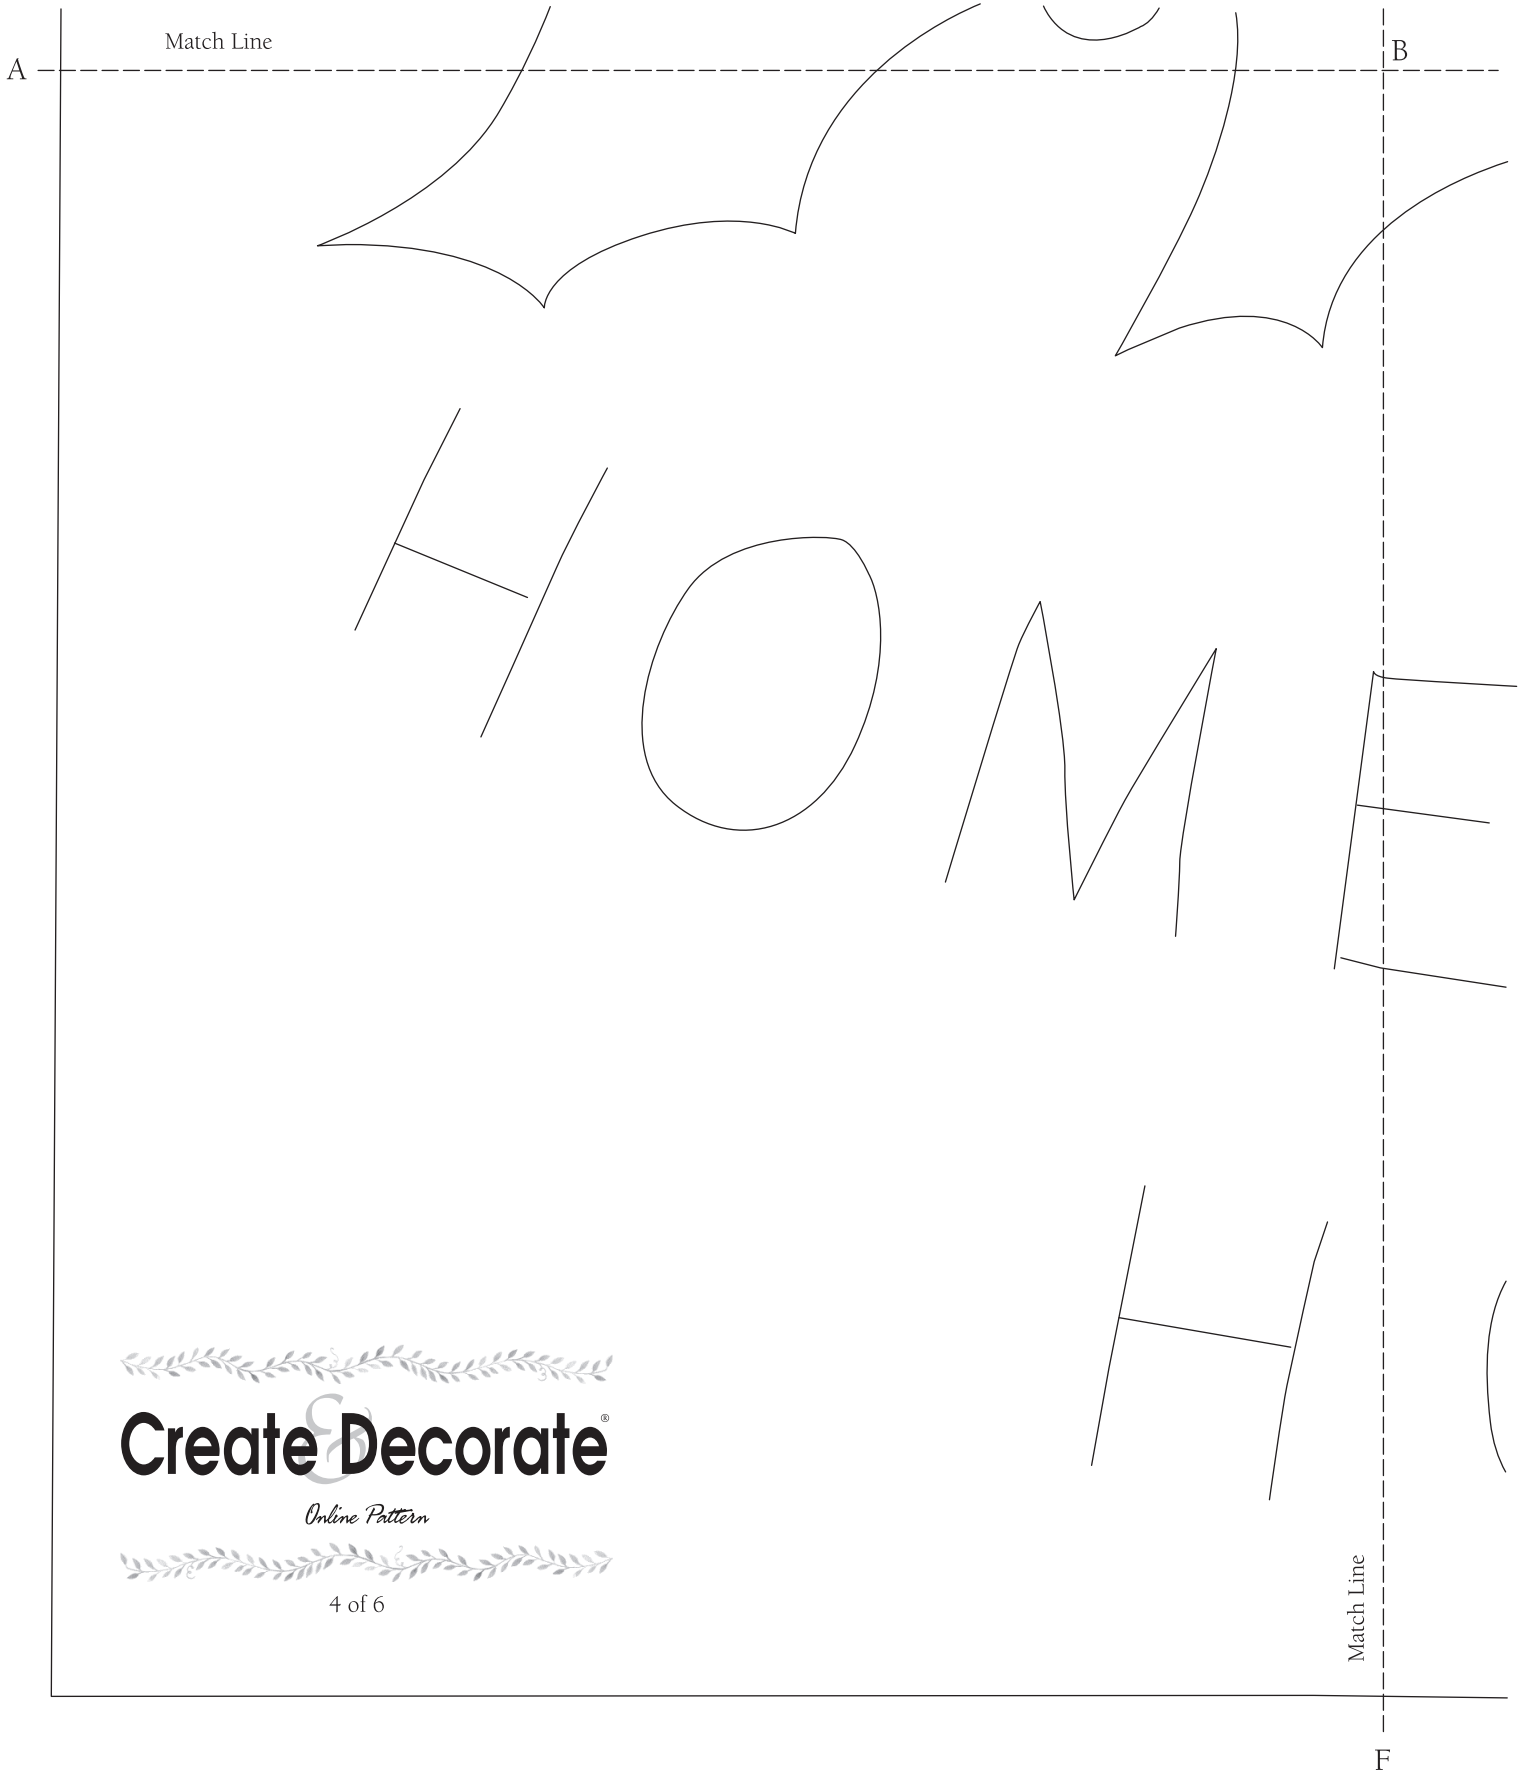 Match Line
A
B
HOME
H
Create & Decorate®
Online Pattern
4 of 6
Match Line
F